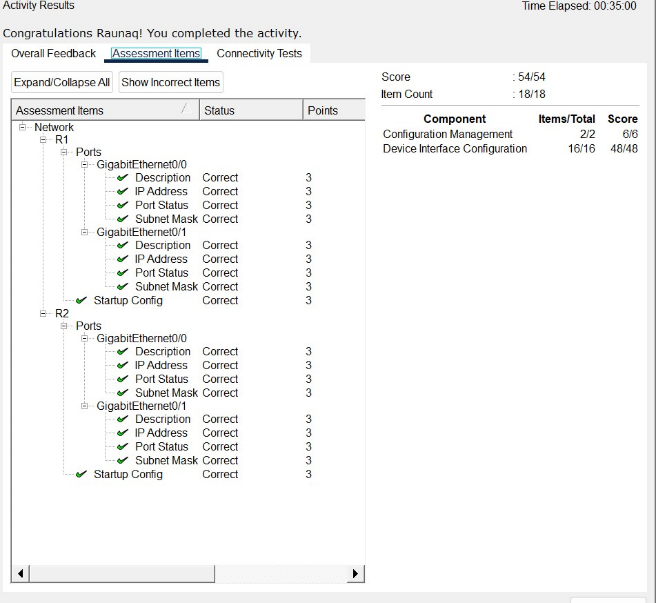 Activity Results Time Elapsed: 00:35:00
Congratulations Raunaq! You completed the activity.
Overall Feedback Assessment Items Connectivity Tests
Expand/Collapse All Show Incorrect Items
Assessment Items Status Points
Network
R1
Ports
GigabitEthernet0/0
Description Correct 3
IP Address Correct 3
Port Status Correct 3
Subnet Mask Correct 3
GigabitEthernet0/1
Description Correct 3
IP Address Correct 3
Port Status Correct 3
Subnet Mask Correct 3
Startup Config Correct 3
R2
Ports
GigabitEthernet0/0
Description Correct 3
IP Address Correct 3
Port Status Correct 3
Subnet Mask Correct 3
GigabitEthernet0/1
Description Correct 3
IP Address Correct 3
Port Status Correct 3
Subnet Mask Correct 3
Startup Config Correct 3
Score : 54/54
Item Count : 18/18
Component Items/Total Score
Configuration Management 2/2 6/6
Device Interface Configuration 16/16 48/48